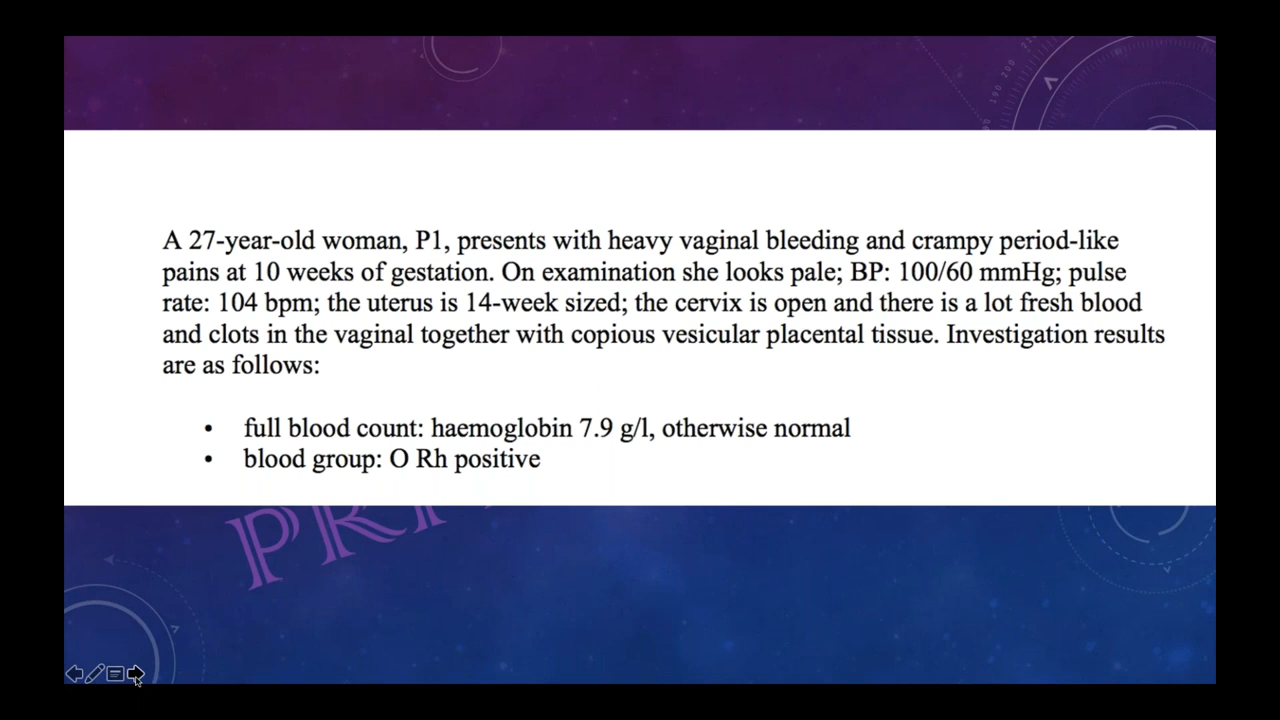 A 27-year-old woman, P1, presents with heavy vaginal bleeding and crampy period-like
pains at 10 weeks of gestation. On examination she looks pale; BP: 100/60 mmHg; pulse
rate: 104 bpm; the uterus is 14-week sized; the cervix is open and there is a lot fresh blood
and clots in the vaginal together with copious vesicular placental tissue. Investigation results
are as follows:
• full blood count: haemoglobin 7.9 g/l, otherwise normal
• blood group: O Rh positive